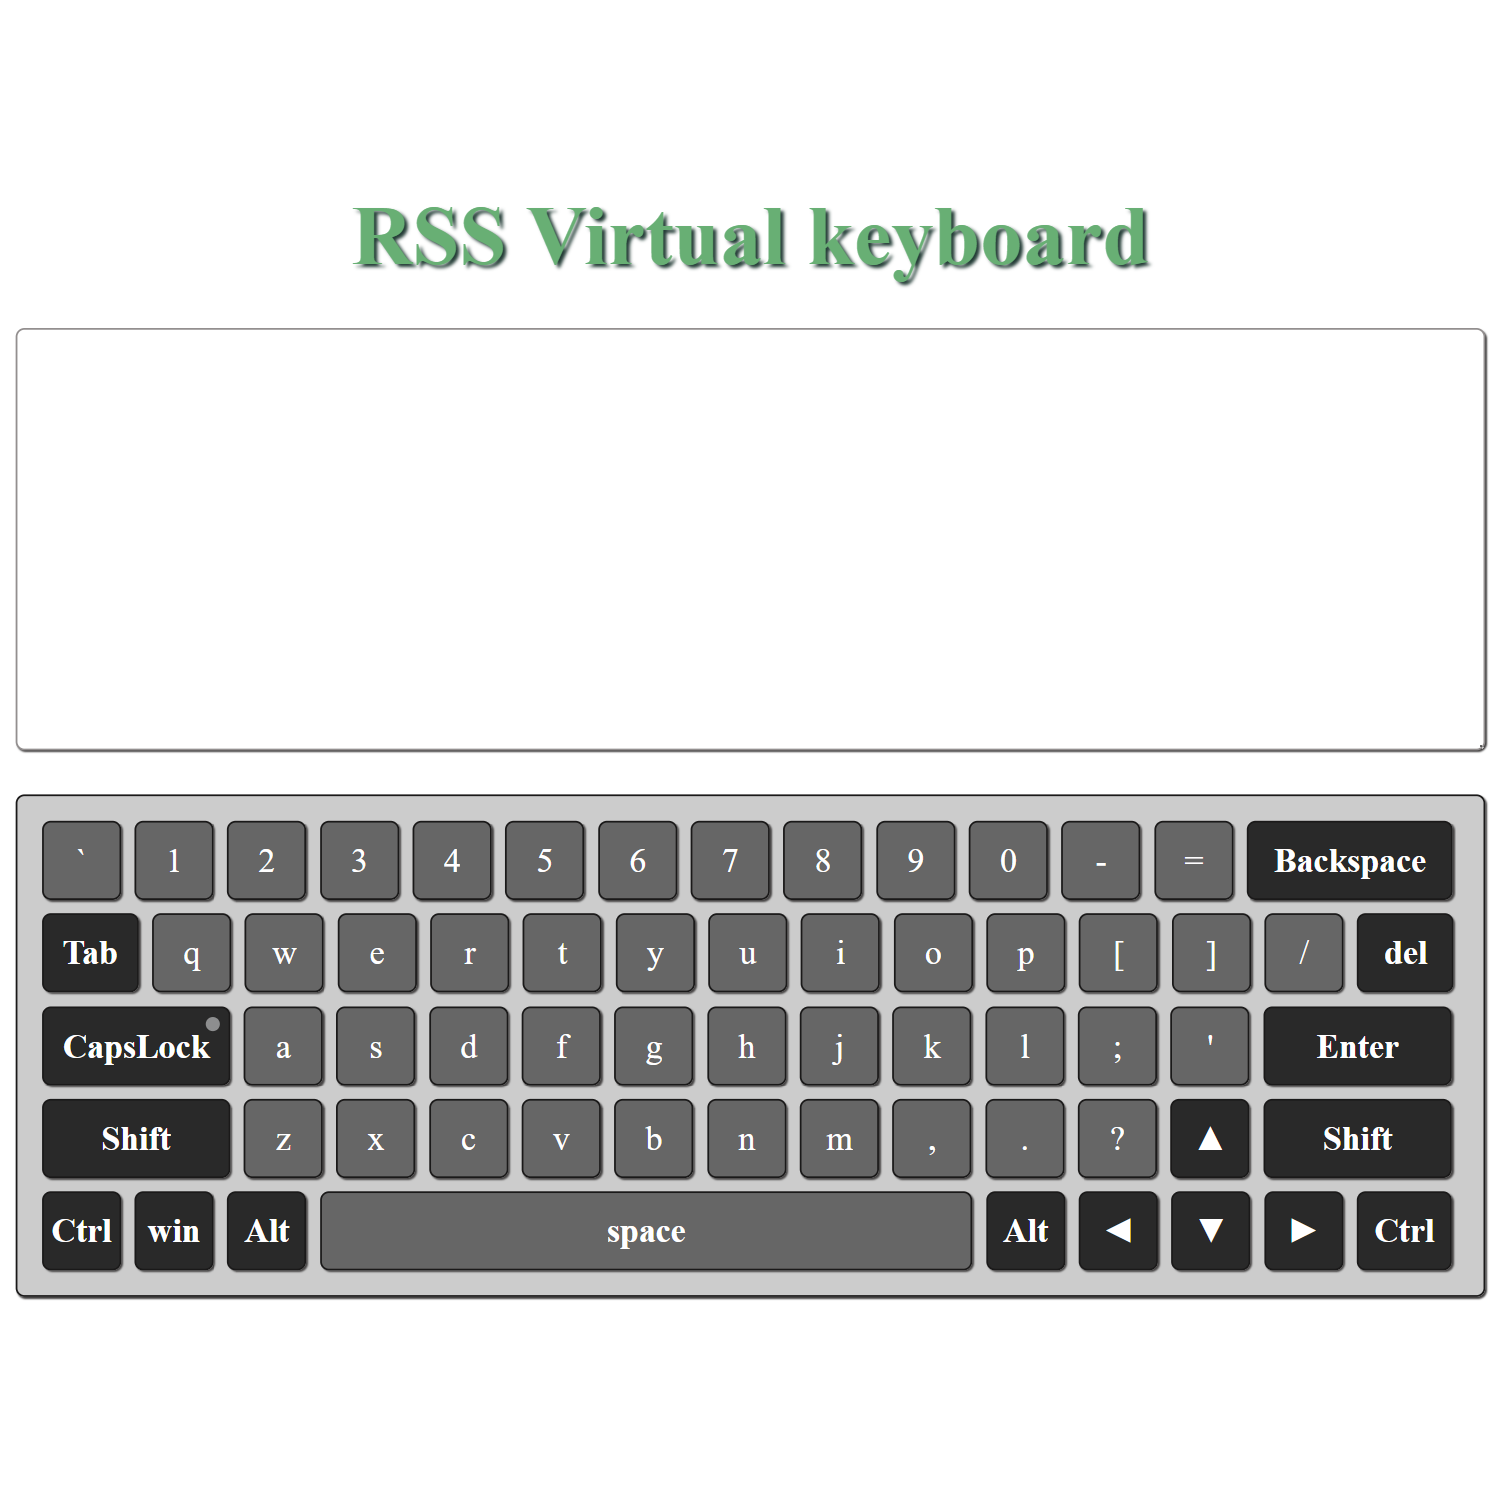 RSS Virtual keyboard
` 1 2 3 4 5 6 7 8 9 0 - = Backspace
Tab q w e r t y u i o p [ ] / del
CapsLock a s d f g h j k l ; ' Enter
Shift z x c v b n m , . ? ▲ Shift
Ctrl win Alt space Alt ◀ ▼ ▶ Ctrl